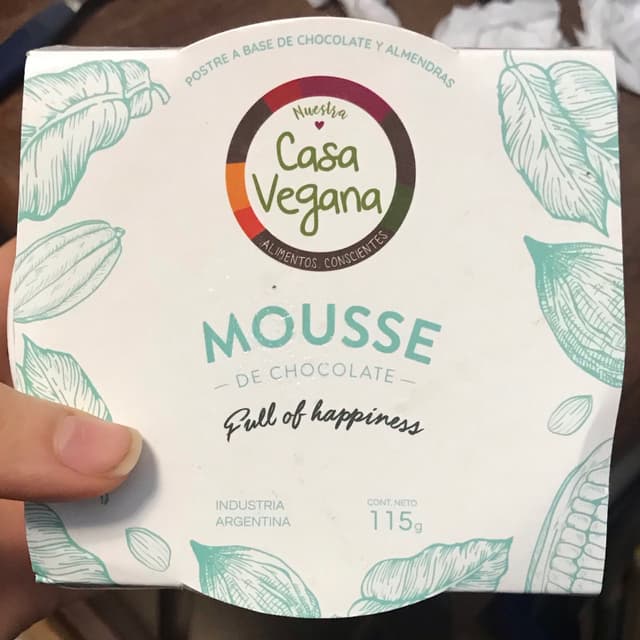 POSTRE A BASE DE CHOCOLATE Y ALMENDRAS
Nuestra
Casa
Vegana
ALIMENTOS CONSCIENTES
MOUSSE
— DE CHOCOLATE —
Full of happiness
INDUSTRIA
ARGENTINA
CONT. NETO
115g